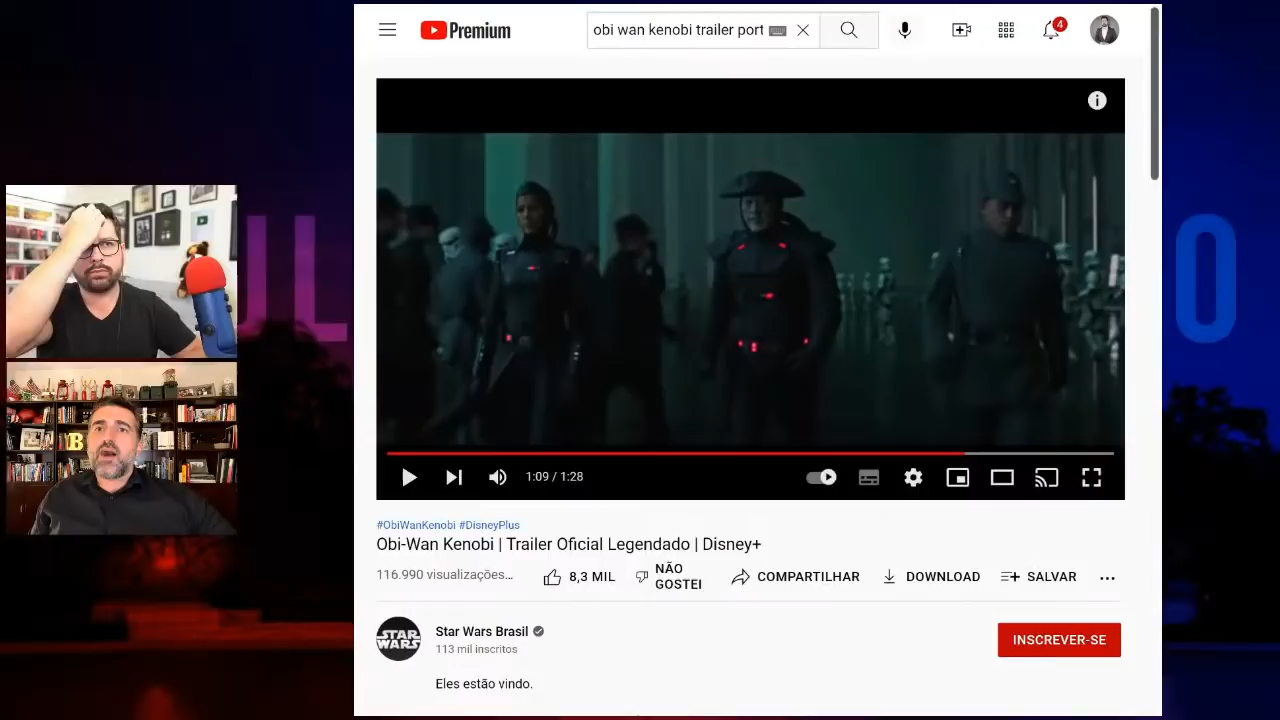 Premium
obi wan kenobi trailer port
4
i
UL
O
B
1:09 / 1:28
#ObiWanKenobi #DisneyPlus
Obi-Wan Kenobi | Trailer Oficial Legendado | Disney+
116.990 visualizações...
8,3 MIL
NÃO
GOSTEI
COMPARTILHAR
DOWNLOAD
SALVAR
STAR
WARS
Star Wars Brasil
113 mil inscritos
INSCREVER-SE
Eles estão vindo.